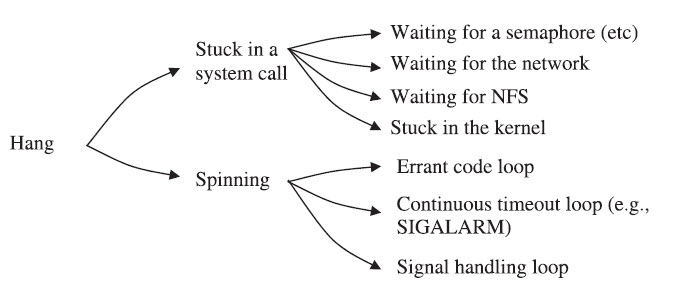 Hang
Stuck in a
system call
Waiting for a semaphore (etc)
Waiting for the network
Waiting for NFS
Stuck in the kernel
Spinning
Errant code loop
Continuous timeout loop (e.g.,
SIGALARM)
Signal handling loop